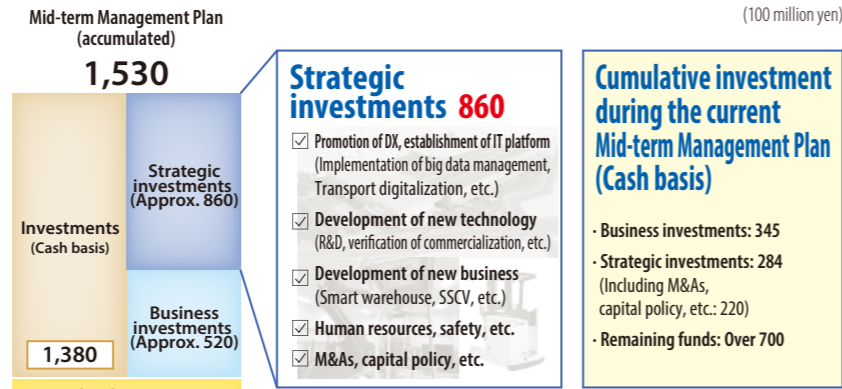 (100 million yen)
Mid-term Management Plan
(accumulated)
1,530
Investments
(Cash basis)
1,380
Strategic
investments
(Approx. 860)
Business
investments
(Approx. 520)
Strategic
investments 860
☑ Promotion of DX, establishment of IT platform
(Implementation of big data management,
Transport digitalization, etc.)
☑ Development of new technology
(R&D, verification of commercialization, etc.)
☑ Development of new business
(Smart warehouse, SSCV, etc.)
☑ Human resources, safety, etc.
☑ M&As, capital policy, etc.
Cumulative investment
during the current
Mid-term Management Plan
(Cash basis)
· Business investments: 345
· Strategic investments: 284
(Including M&As,
capital policy, etc.: 220)
· Remaining funds: Over 700